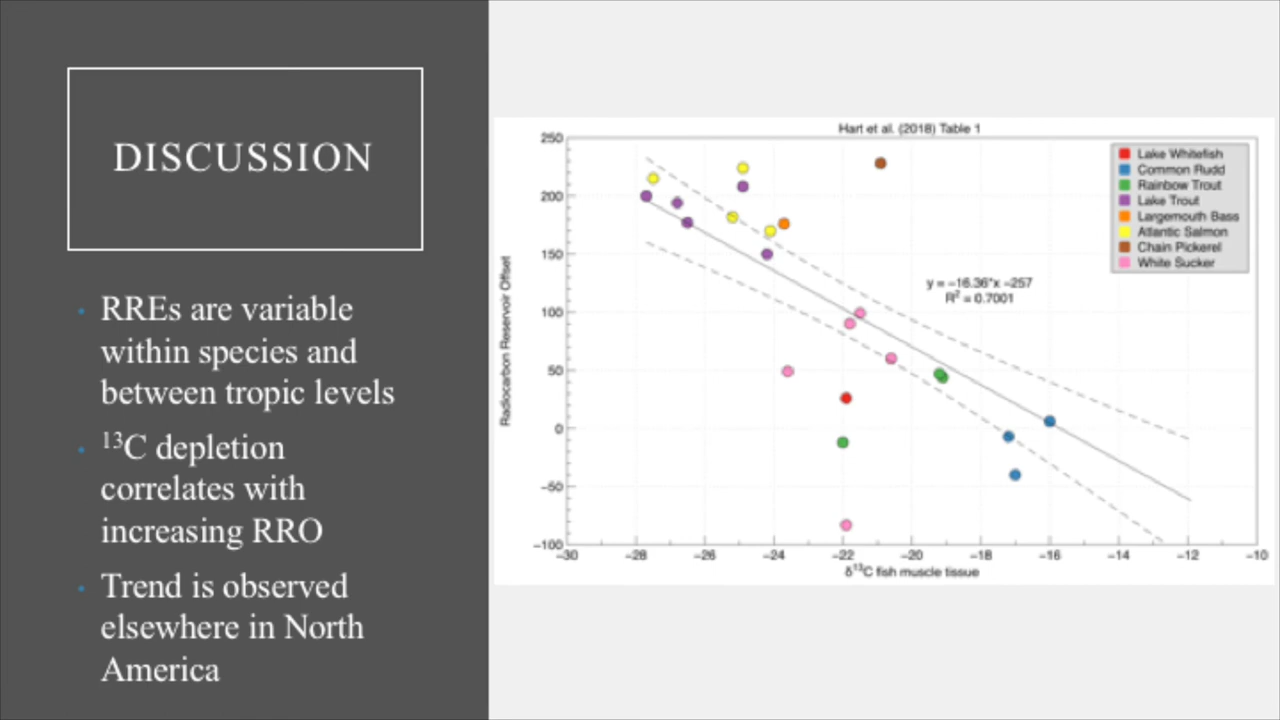 DISCUSSION
RREs are variable
within species and
between tropic levels
¹³C depletion
correlates with
increasing RRO
Trend is observed
elsewhere in North
America
Hart et al. (2018) Table 1
250
200
150
100
50
0
−50
−100
Radiocarbon Reservoir Offset
Lake Whitefish
Common Rudd
Rainbow Trout
Lake Trout
Largemouth Bass
Atlantic Salmon
Chain Pickerel
White Sucker
y = −16.36*x −257
R² = 0.7001
−30 −28 −26 −24 −22 −20 −18 −16 −14 −12 −10
δ¹³C fish muscle tissue